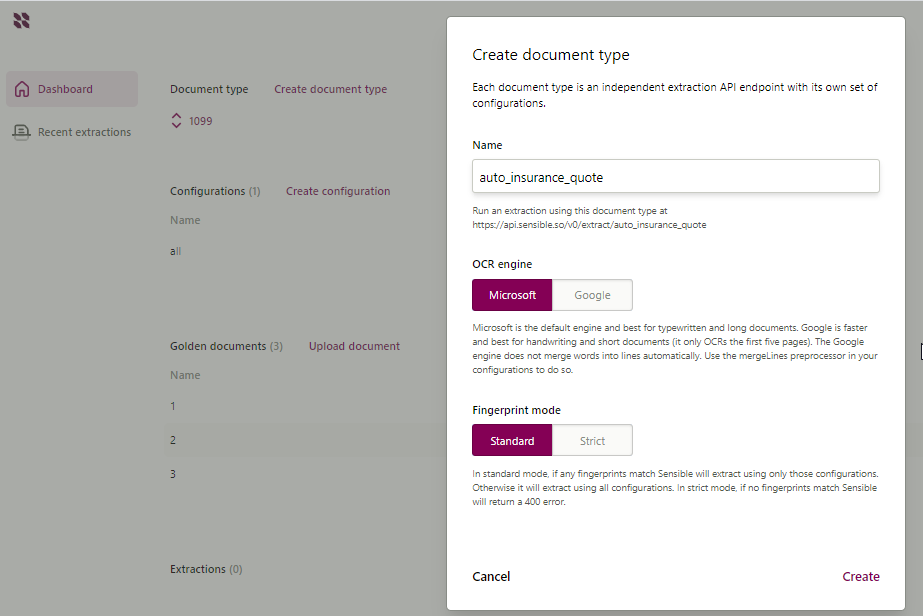 Dashboard
Recent extractions
Document type Create document type
1099
Configurations (1) Create configuration
Name
all
Golden documents (3) Upload document
Name
1
2
3
Extractions (0)
Create document type
Each document type is an independent extraction API endpoint with its own set of
configurations.
Name
auto_insurance_quote
Run an extraction using this document type at
https://api.sensible.so/v0/extract/auto_insurance_quote
OCR engine
Microsoft Google
Microsoft is the default engine and best for typewritten and long documents. Google is faster
and best for handwriting and short documents (it only OCRs the first five pages). The Google
engine does not merge words into lines automatically. Use the mergeLines preprocessor in your
configurations to do so.
Fingerprint mode
Standard Strict
In standard mode, if any fingerprints match Sensible will extract using only those configurations.
Otherwise it will extract using all configurations. In strict mode, if no fingerprints match Sensible
will return a 400 error.
Cancel Create